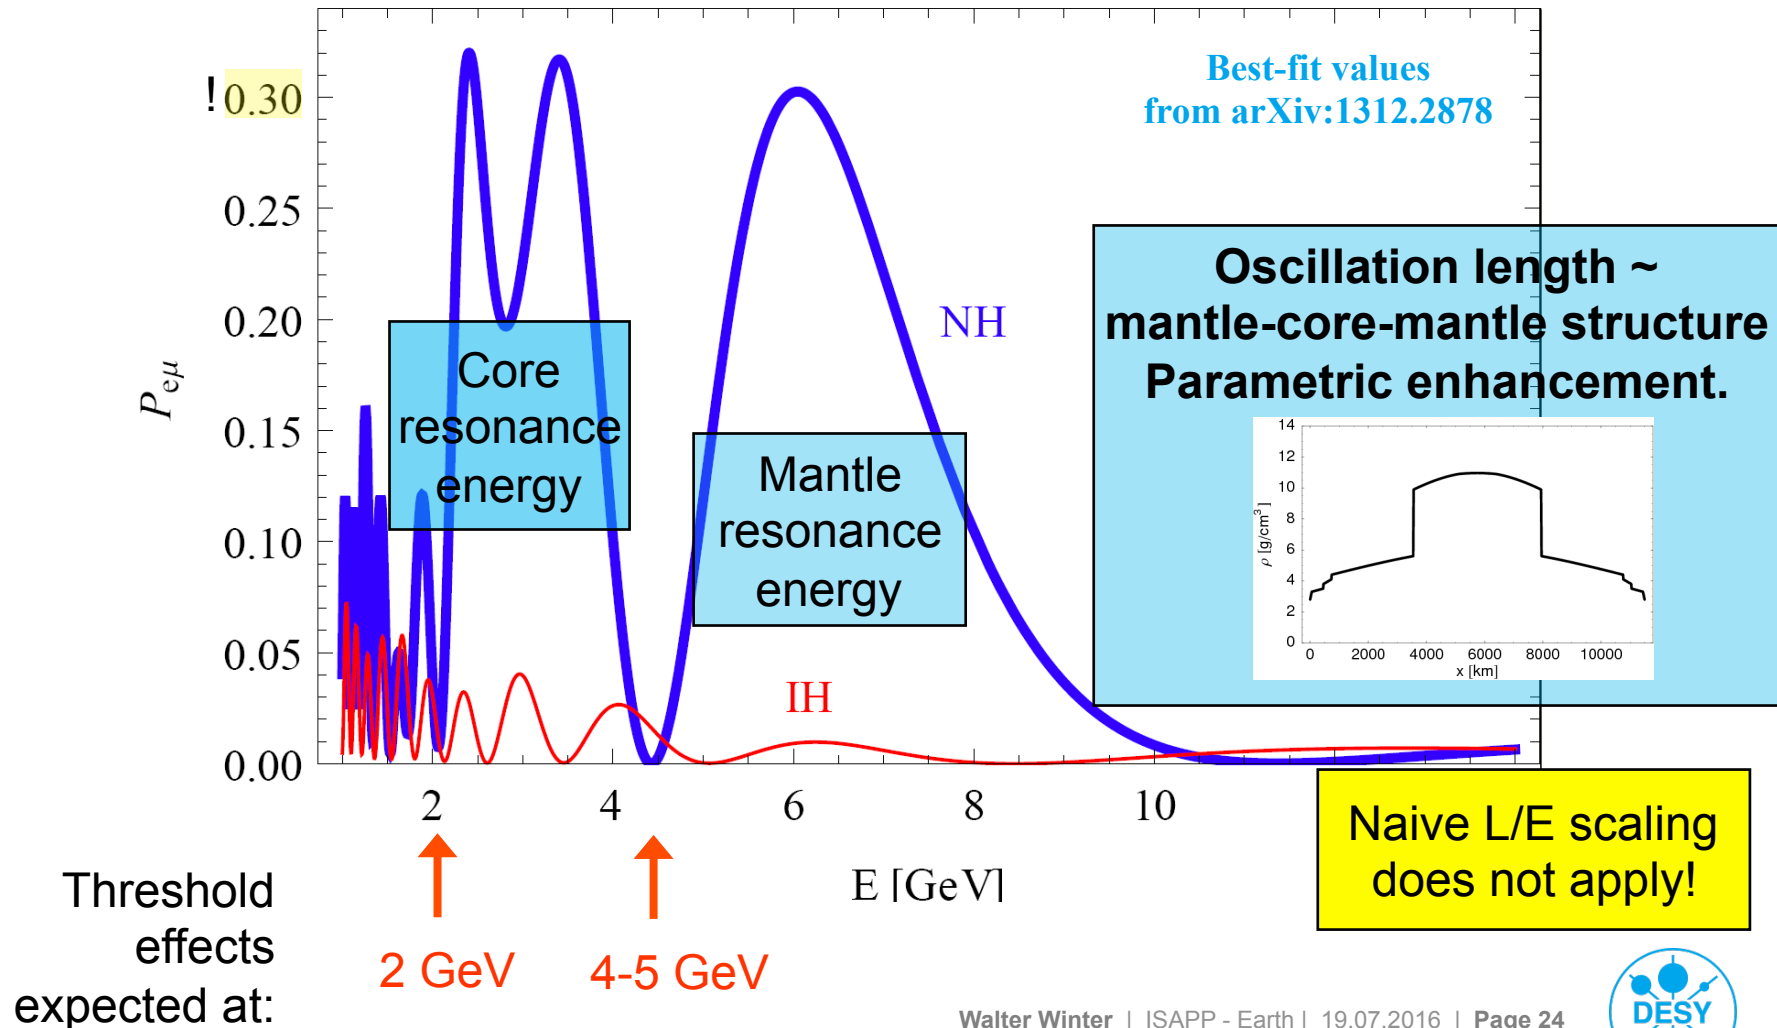 Best-fit values
from arXiv:1312.2878
! 0.30
0.25
0.20
0.15
0.10
0.05
0.00
P eμ
2
4
6
8
10
E [GeV]
NH
IH
Core
resonance
energy
Mantle
resonance
energy
Oscillation length ~
mantle-core-mantle structure
Parametric enhancement.
14
12
10
8
6
4
2
0
ρ [g/cm³]
0 2000 4000 6000 8000 10000
x [km]
Naive L/E scaling
does not apply!
Threshold
effects
expected at:
2 GeV
4-5 GeV
Walter Winter | ISAPP - Earth | 19.07.2016 | Page 24
DESY